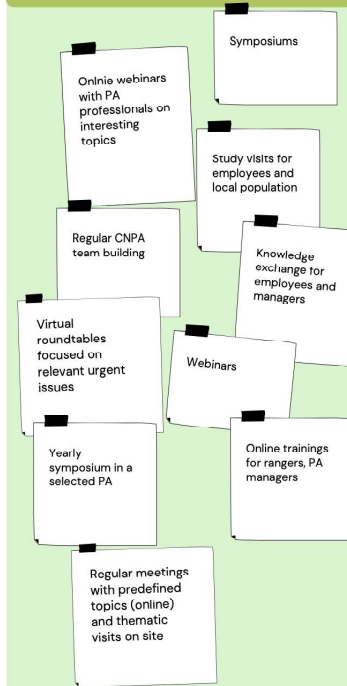 Symposiums
Onlnie webinars
with PA
professionals on
interesting
topics
Study visits for
employees and
local population
Regular CNPA
team building
Knowledge
exchange for
employees and
managers
Virtual
roundtables
focused on
relevant urgent
issues
Webinars
Yearly
symposium in a
selected PA
Online trainings
for rangers, PA
managers
Regular meetings
with predefined
topics (online)
and thematic
visits on site